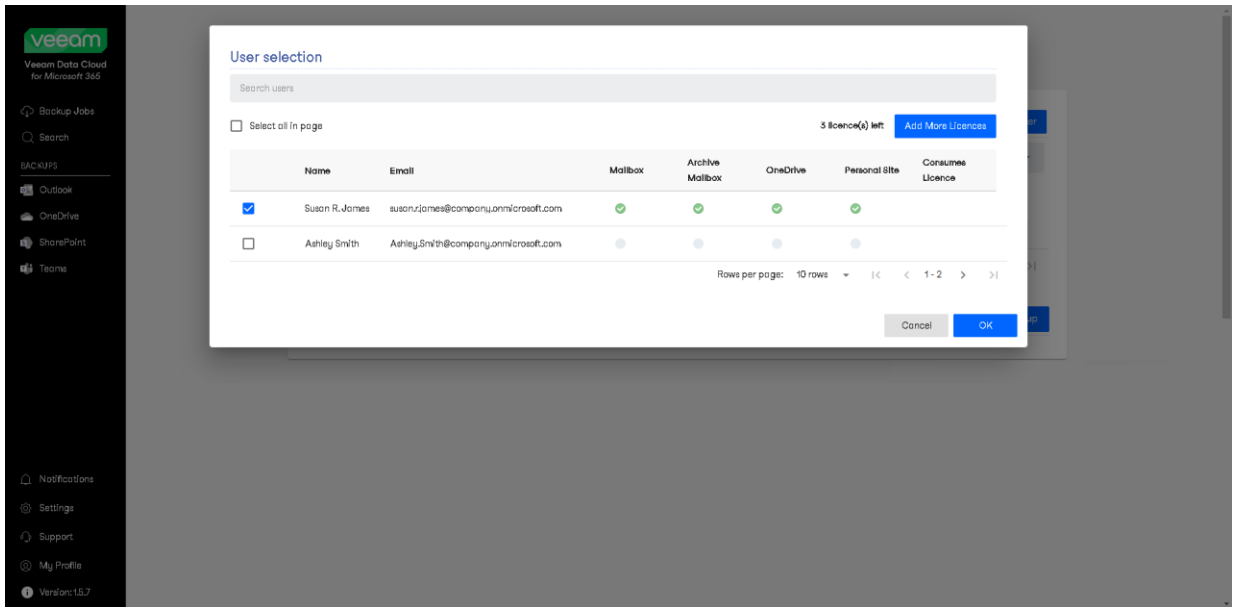 veeam
Veeam Data Cloud
for Microsoft 365
Backup Jobs
Search
BACKUPS
Outlook
OneDrive
SharePoint
Teams
Notifications
Settings
Support
My Profile
Version: 1.5.7
User selection
Search users
Select all in page
3 licence(s) left
Add More Licences
Name Email Mailbox Archive Mailbox OneDrive Personal Site Consumes Licence
Susan R. James susan.r.james@company.onmicrosoft.com
Ashley Smith Ashley.Smith@company.onmicrosoft.com
Rows per page: 10 rows 1 - 2
Cancel OK
er
up